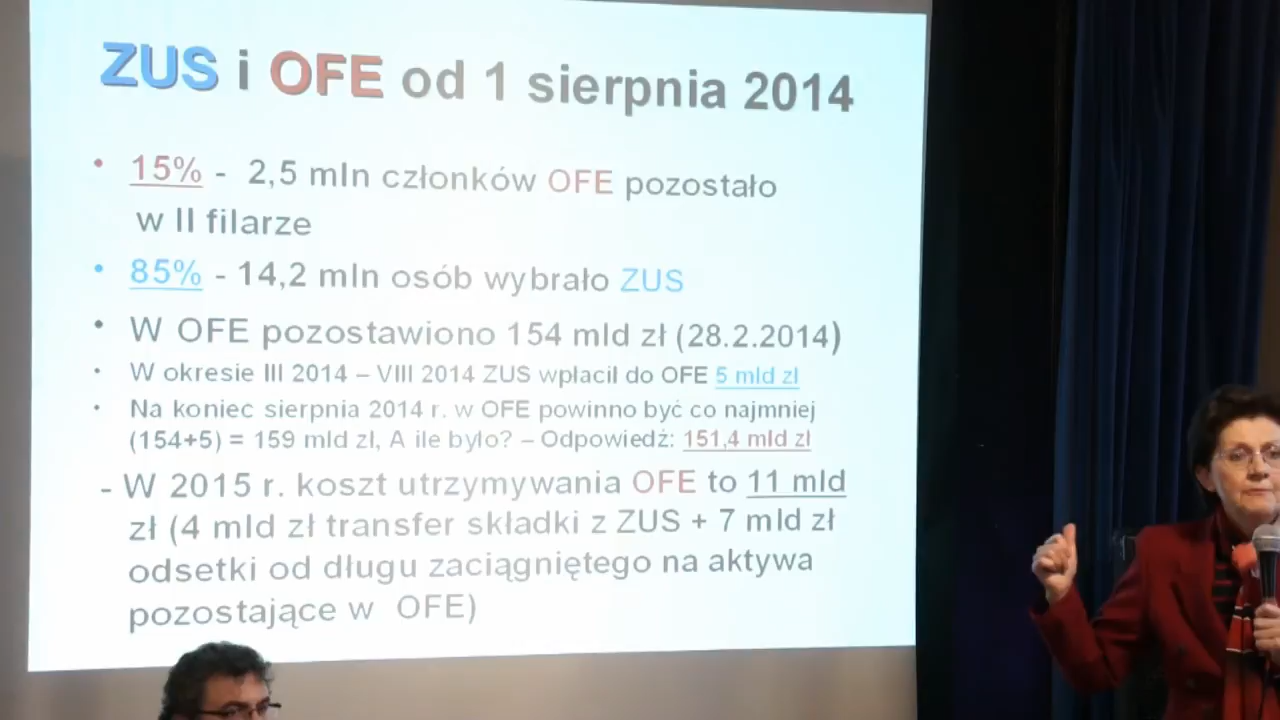 ZUS i OFE od 1 sierpnia 2014
• 15% - 2,5 mln członków OFE pozostało
w II filarze
• 85% - 14,2 mln osób wybrało ZUS
• W OFE pozostawiono 154 mld zł (28.2.2014)
• W okresie III 2014 – VIII 2014 ZUS wpłacil do OFE 5 mld zł
• Na koniec sierpnia 2014 r. w OFE powinno być co najmniej
(154+5) = 159 mld zl, A ile bylo? – Odpowiedź: 151,4 mld zl
- W 2015 r. koszt utrzymywania OFE to 11 mld
zł (4 mld zł transfer składki z ZUS + 7 mld zł
odsetki od długu zaciągniętego na aktywa
pozostające w OFE)